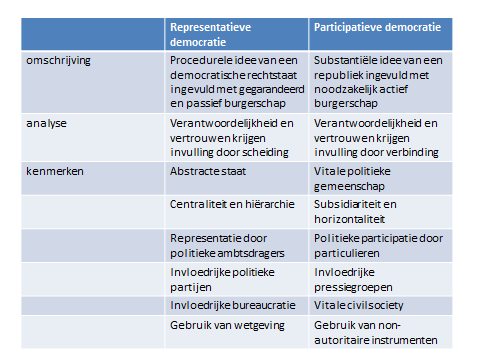 Representatieve
democratie
Participatieve democratie
omschrijving
Procedurele idee van een
democratische rechtstaat
ingevuld met gegarandeerd
en passief burgerschap
Substantiële idee van een
republiek ingevuld met
noodzakelijk actief
burgerschap
analyse
Verantwoordelijkheid en
vertrouwen krijgen
invulling door scheiding
Verantwoordelijkheid en
vertrouwen krijgen
invulling door verbinding
kenmerken
Abstracte staat
Vitale politieke
gemeenschap
Centraliteit en hiërarchie
Subsidiariteit en
horizontaliteit
Representatie door
politieke ambtsdragers
Politieke participatie door
particulieren
Invloedrijke politieke
partijen
Invloedrijke
pressiegroepen
Invloedrijke bureaucratie
Vitale civil society
Gebruik van wetgeving
Gebruik van non-
autoritaire instrumenten